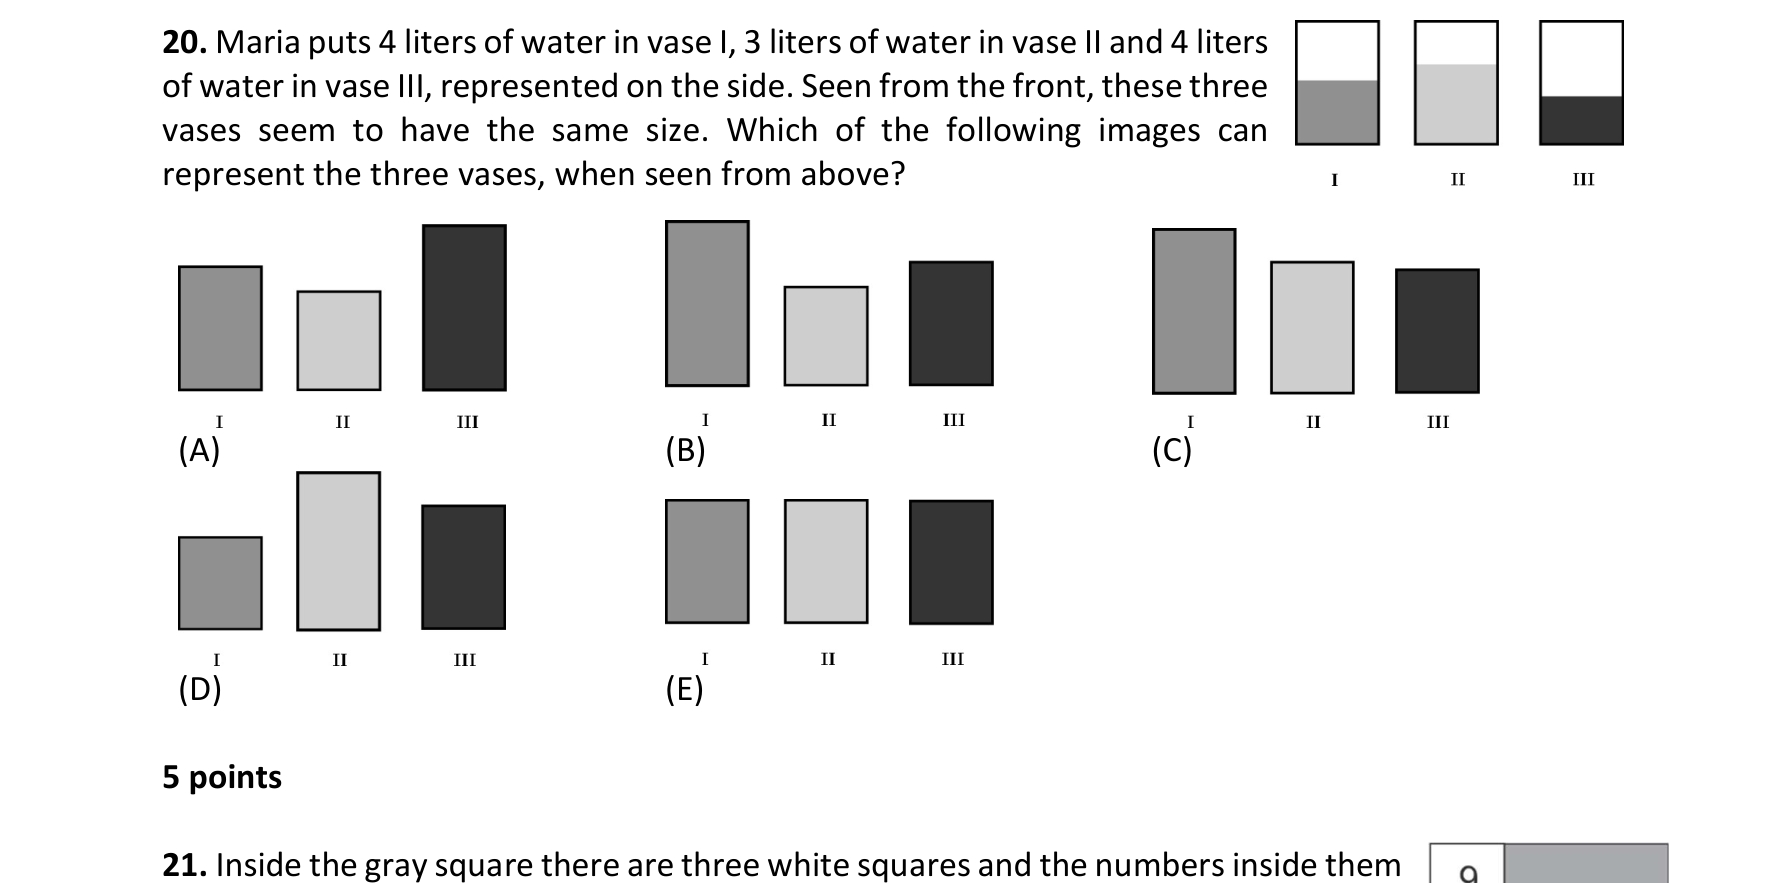 20. Maria puts 4 liters of water in vase I, 3 liters of water in vase II and 4 liters
of water in vase III, represented on the side. Seen from the front, these three
vases seem to have the same size. Which of the following images can
represent the three vases, when seen from above?
I II III
I II III
(A)
I II III
(B)
I II III
(C)
I II III
(D)
I II III
(E)
5 points
21. Inside the gray square there are three white squares and the numbers inside them
9